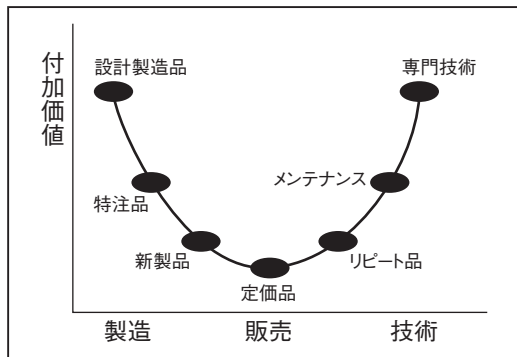 付加価値
設計製造品
専門技術
特注品
メンテナンス
新製品
リピート品
定価品
製造
販売
技術